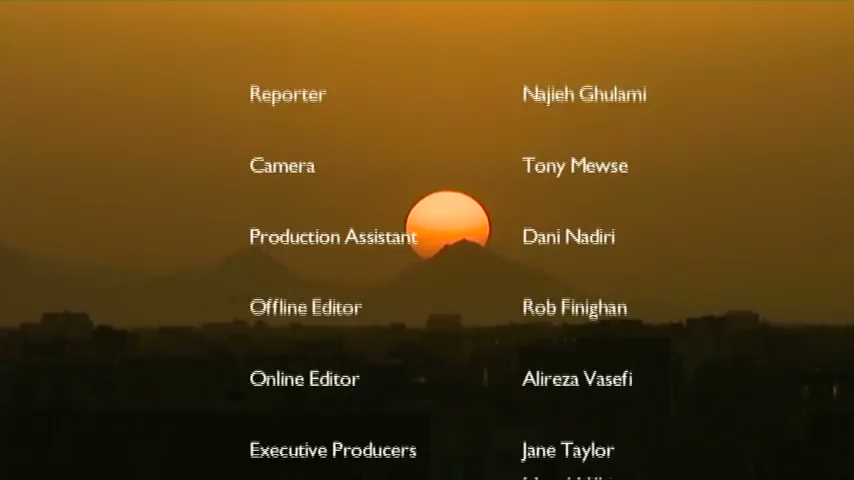 Reporter Najieh Ghulami
Camera Tony Mewse
Production Assistant Dani Nadiri
Offline Editor Rob Finighan
Online Editor Alireza Vasefi
Executive Producers Jane Taylor